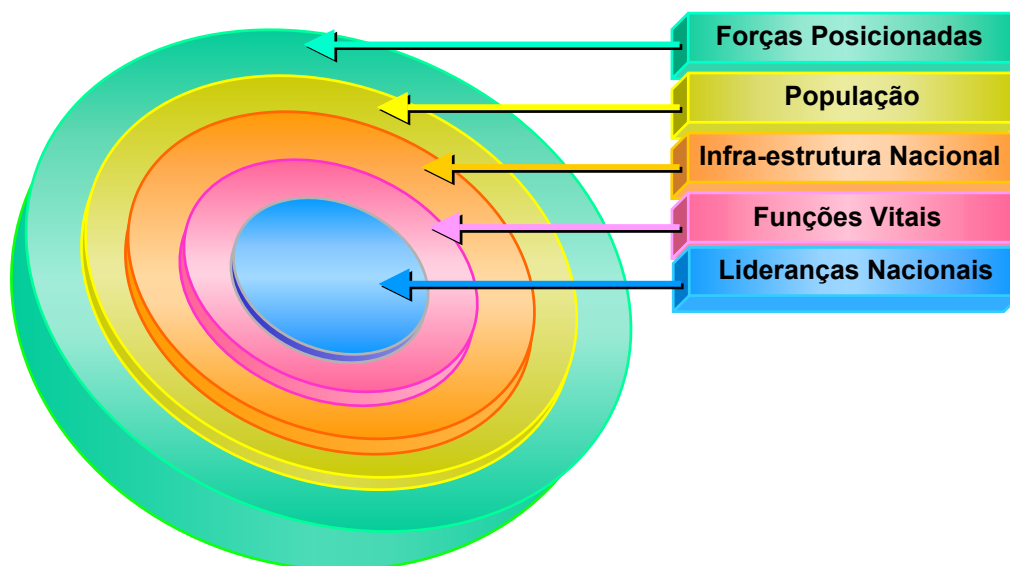 Forças Posicionadas
População
Infra-estrutura Nacional
Funções Vitais
Lideranças Nacionais